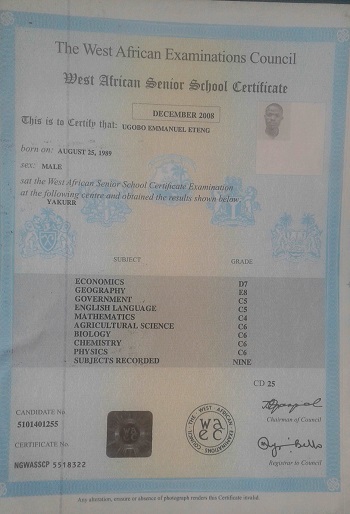 The West African Examinations Council
West African Senior School Certificate
DECEMBER 2008
This is to Certify that: UGOBO EMMANUEL ETENG
born on: AUGUST 25, 1989
sex: MALE
sat the West African Senior School Certificate Examination
at the following centre and obtained the results shown below
YAKURR
SUBJECT GRADE
ECONOMICS D7
GEOGRAPHY E8
GOVERNMENT C5
ENGLISH LANGUAGE C5
MATHEMATICS C4
AGRICULTURAL SCIENCE C6
BIOLOGY C6
CHEMISTRY C6
PHYSICS C6
SUBJECTS RECORDED NINE
CD 25
CANDIDATE No
5101401255
Chairman of Council
CERTIFICATE No
NGWASSCP 5518322
THE WEST AFRICAN EXAMINATIONS COUNCIL
wa
ec
Registrar to Council
Any alteration, erasure or absence of photograph renders this Certificate invalid.